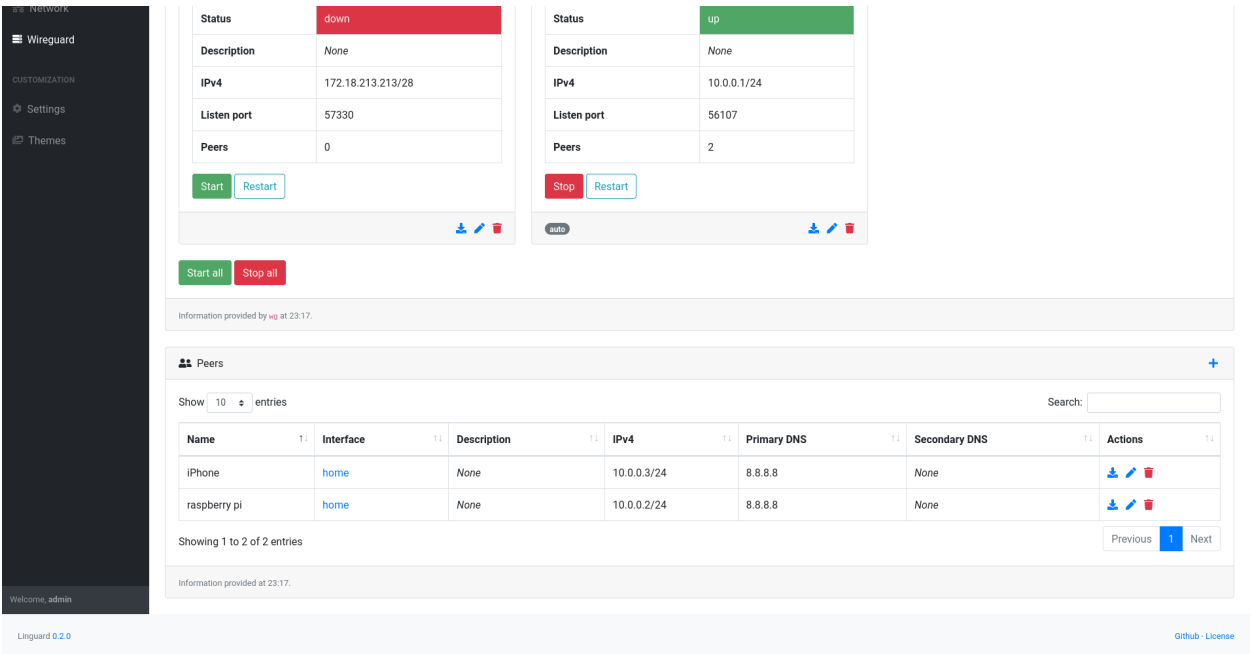 Network
Wireguard
CUSTOMIZATION
Settings
Themes
Welcome, admin
Status down
Description None
IPv4 172.18.213.213/28
Listen port 57330
Peers 0
Start Restart
Status up
Description None
IPv4 10.0.0.1/24
Listen port 56107
Peers 2
Stop Restart
auto
Start all Stop all
Information provided by wg at 23:17.
Peers
Show 10 entries Search:
Name Interface Description IPv4 Primary DNS Secondary DNS Actions
iPhone home None 10.0.0.3/24 8.8.8.8 None
raspberry pi home None 10.0.0.2/24 8.8.8.8 None
Showing 1 to 2 of 2 entries Previous 1 Next
Information provided at 23:17.
Linguard 0.2.0 Github · License